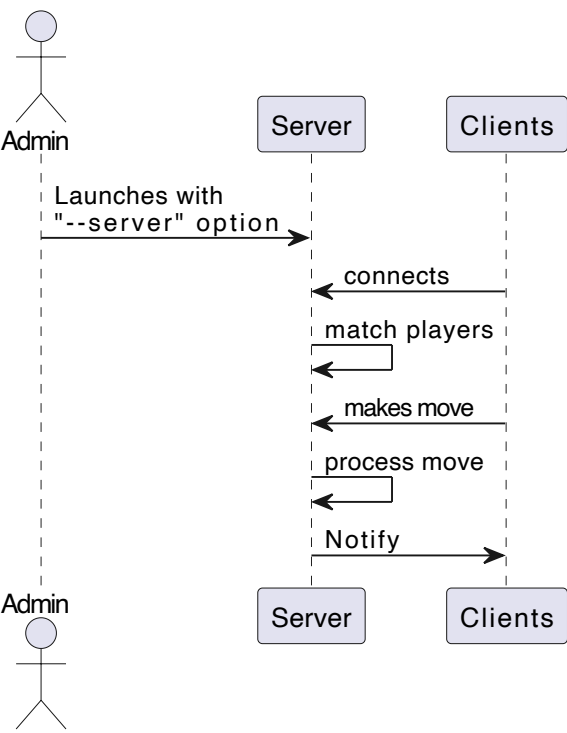 Admin
Server
Clients
Launches with
"--server" option
connects
match players
makes move
process move
Notify
Admin
Server
Clients